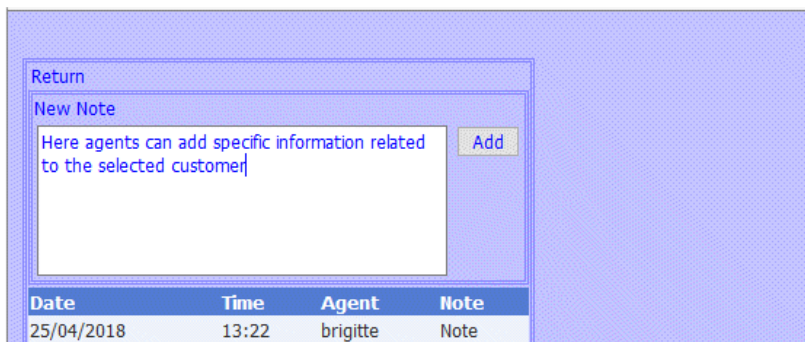 Return
New Note
Here agents can add specific information related
to the selected customer
Add
Date Time Agent Note
25/04/2018 13:22 brigitte Note